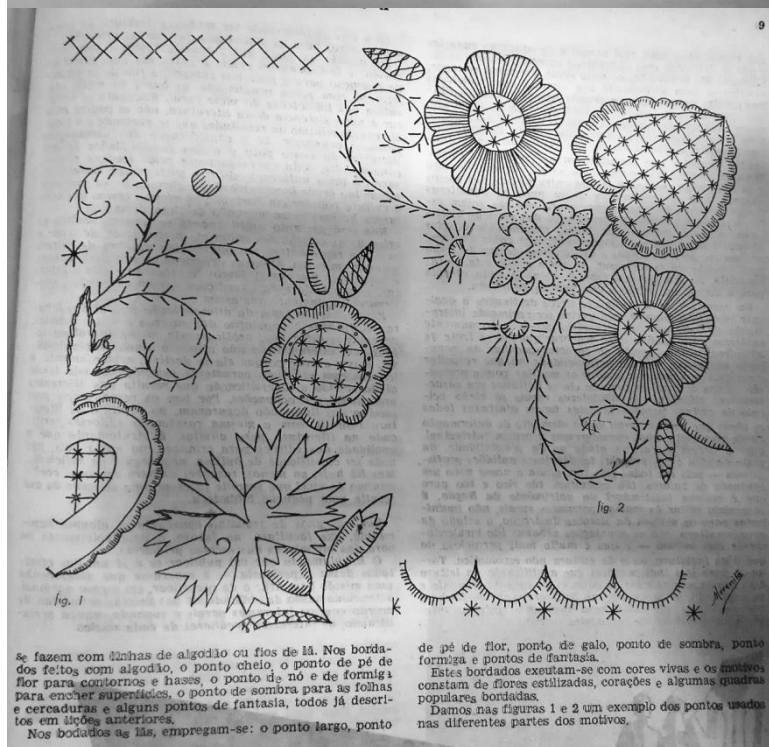 9
fig. 2
fig. 1
se fazem com linhas de algodão ou fios de lã. Nos borda-
dos feitos com algodão, o ponto cheio, o ponto de pé de
flor para contornos e hases, o ponto de nó e de formiga
para encher superfícies, o ponto de sombra para as folhas
e cercaduras e alguns pontos de fantasia, todos já descri-
tos em lições anteriores.
Nos bodados as lãs, empregam-se: o ponto largo, ponto
de pé de flor, ponto de galo, ponto de sombra, ponto
formiga e pontos de fantasia.
Estes bordados exeutam-se com cores vivas e os motivos
constam de flores estilizadas, corações e algumas quadras
populares bordadas.
Damos nas figuras 1 e 2 um exemplo dos pontos usados
nas diferentes partes dos motivos.